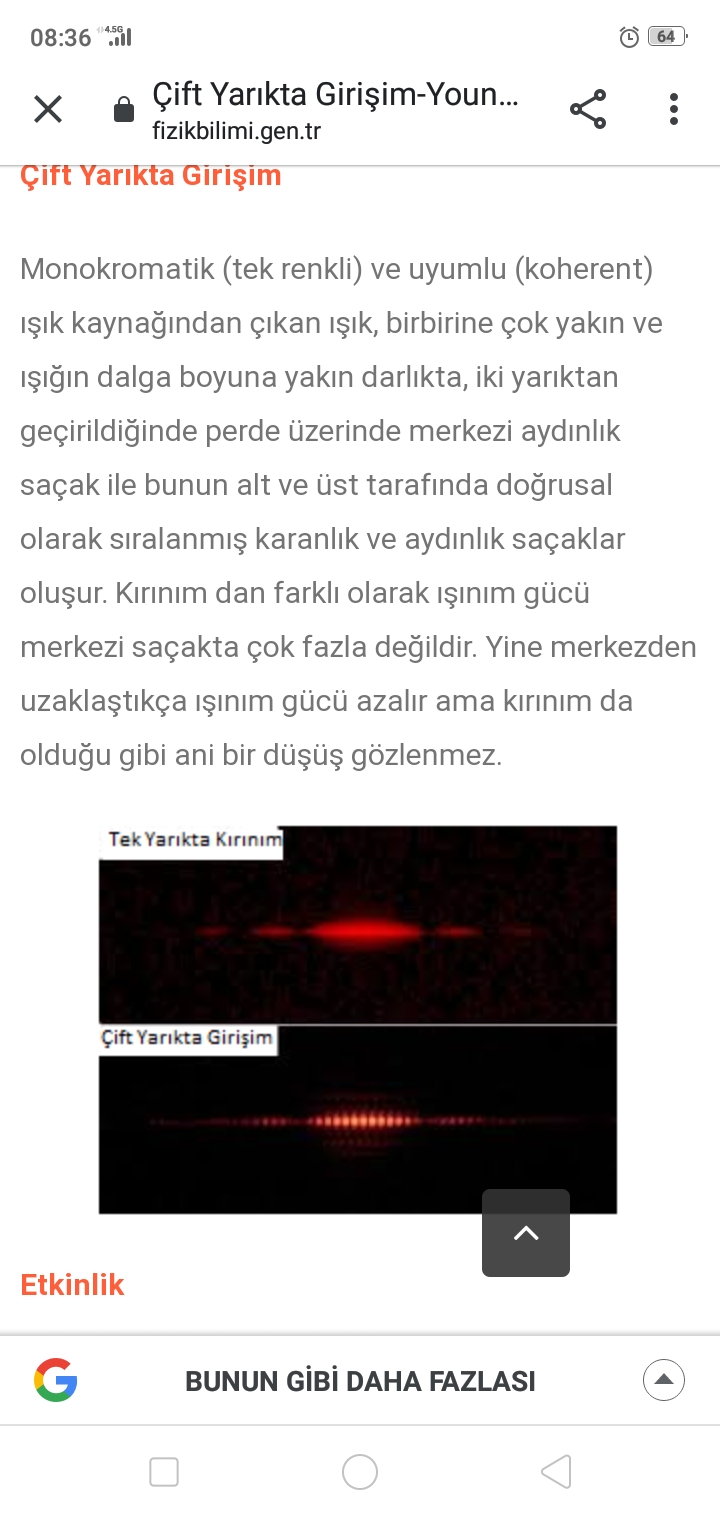 08:36 4.5G 64
Çift Yarıkta Girişim-Youn...
fizikbilimi.gen.tr
Çift Yarıkta Girişim
Monokromatik (tek renkli) ve uyumlu (koherent)
ışık kaynağından çıkan ışık, birbirine çok yakın ve
ışığın dalga boyuna yakın darlıkta, iki yarıktan
geçirildiğinde perde üzerinde merkezi aydınlık
saçak ile bunun alt ve üst tarafında doğrusal
olarak sıralanmış karanlık ve aydınlık saçaklar
oluşur. Kırınım dan farklı olarak ışınım gücü
merkezi saçakta çok fazla değildir. Yine merkezden
uzaklaştıkça ışınım gücü azalır ama kırınım da
olduğu gibi ani bir düşüş gözlenmez.
Tek Yarıkta Kırınım
Çift Yarıkta Girişim
Etkinlik
BUNUN GİBİ DAHA FAZLASI